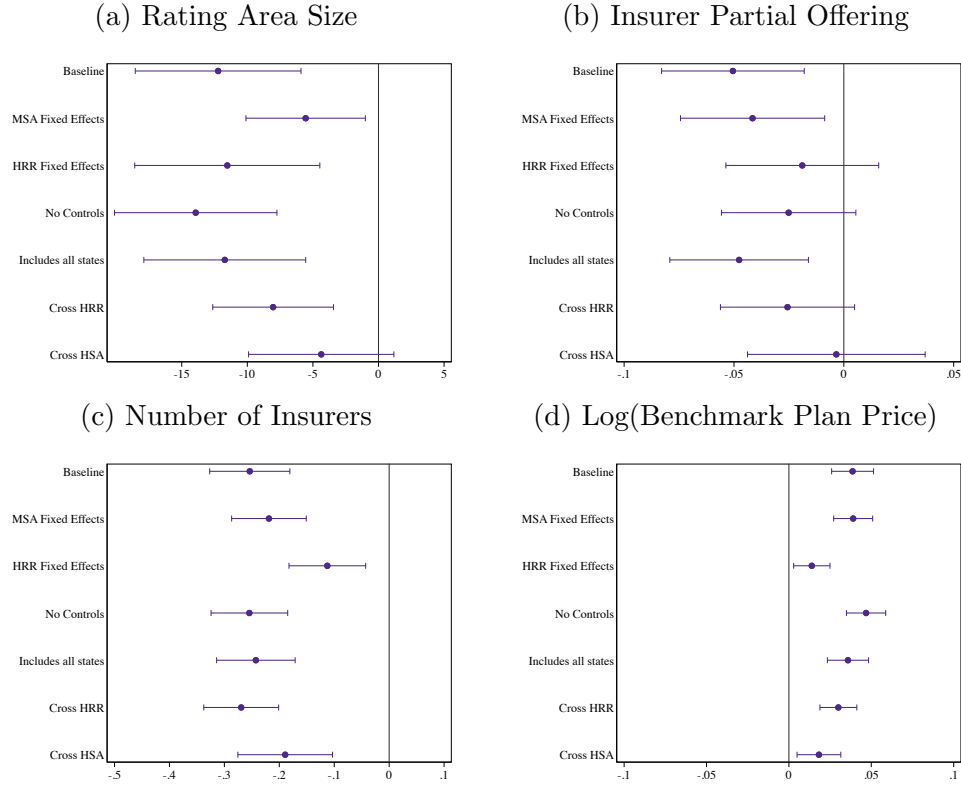 (a) Rating Area Size
Baseline
MSA Fixed Effects
HRR Fixed Effects
No Controls
Includes all states
Cross HRR
Cross HSA
-15 -10 -5 0 5
(b) Insurer Partial Offering
Baseline
MSA Fixed Effects
HRR Fixed Effects
No Controls
Includes all states
Cross HRR
Cross HSA
-.1 -.05 0 .05
(c) Number of Insurers
Baseline
MSA Fixed Effects
HRR Fixed Effects
No Controls
Includes all states
Cross HRR
Cross HSA
-.5 -.4 -.3 -.2 -.1 0 .1
(d) Log(Benchmark Plan Price)
Baseline
MSA Fixed Effects
HRR Fixed Effects
No Controls
Includes all states
Cross HRR
Cross HSA
-.1 -.05 0 .05 .1